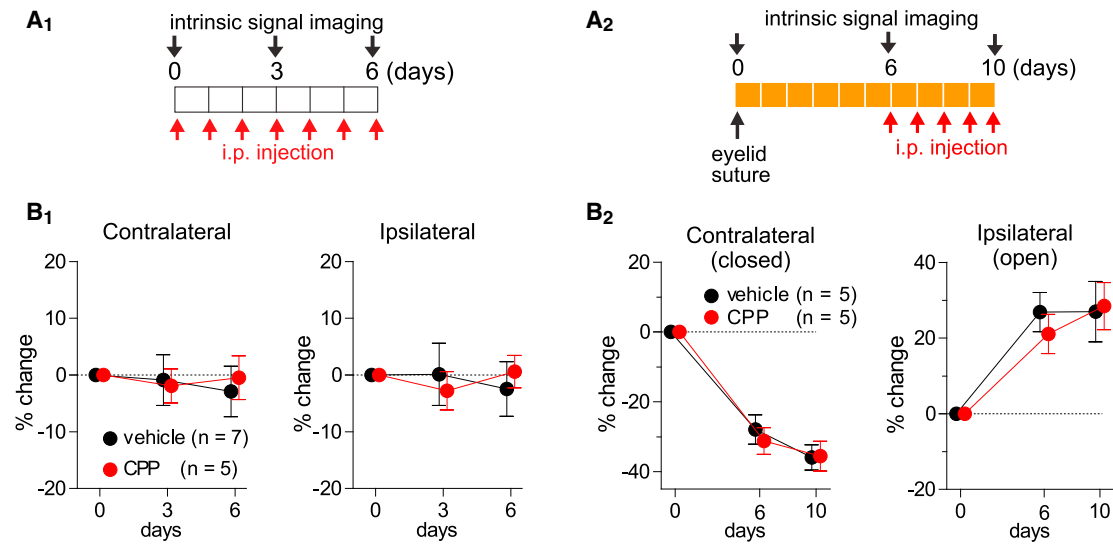 A1
intrinsic signal imaging
0 3 6 (days)
i.p. injection
A2
intrinsic signal imaging
0 6 10 (days)
eyelid
suture
i.p. injection
B1
Contralateral
% change
20
10
0
-10
-20
vehicle (n = 7)
CPP (n = 5)
0 3 6
days
Ipsilateral
% change
20
10
0
-10
-20
0 3 6
days
B2
Contralateral
(closed)
% change
20
0
-20
-40
vehicle (n = 5)
CPP (n = 5)
0 6 10
days
Ipsilateral
(open)
% change
40
20
0
-20
0 6 10
days